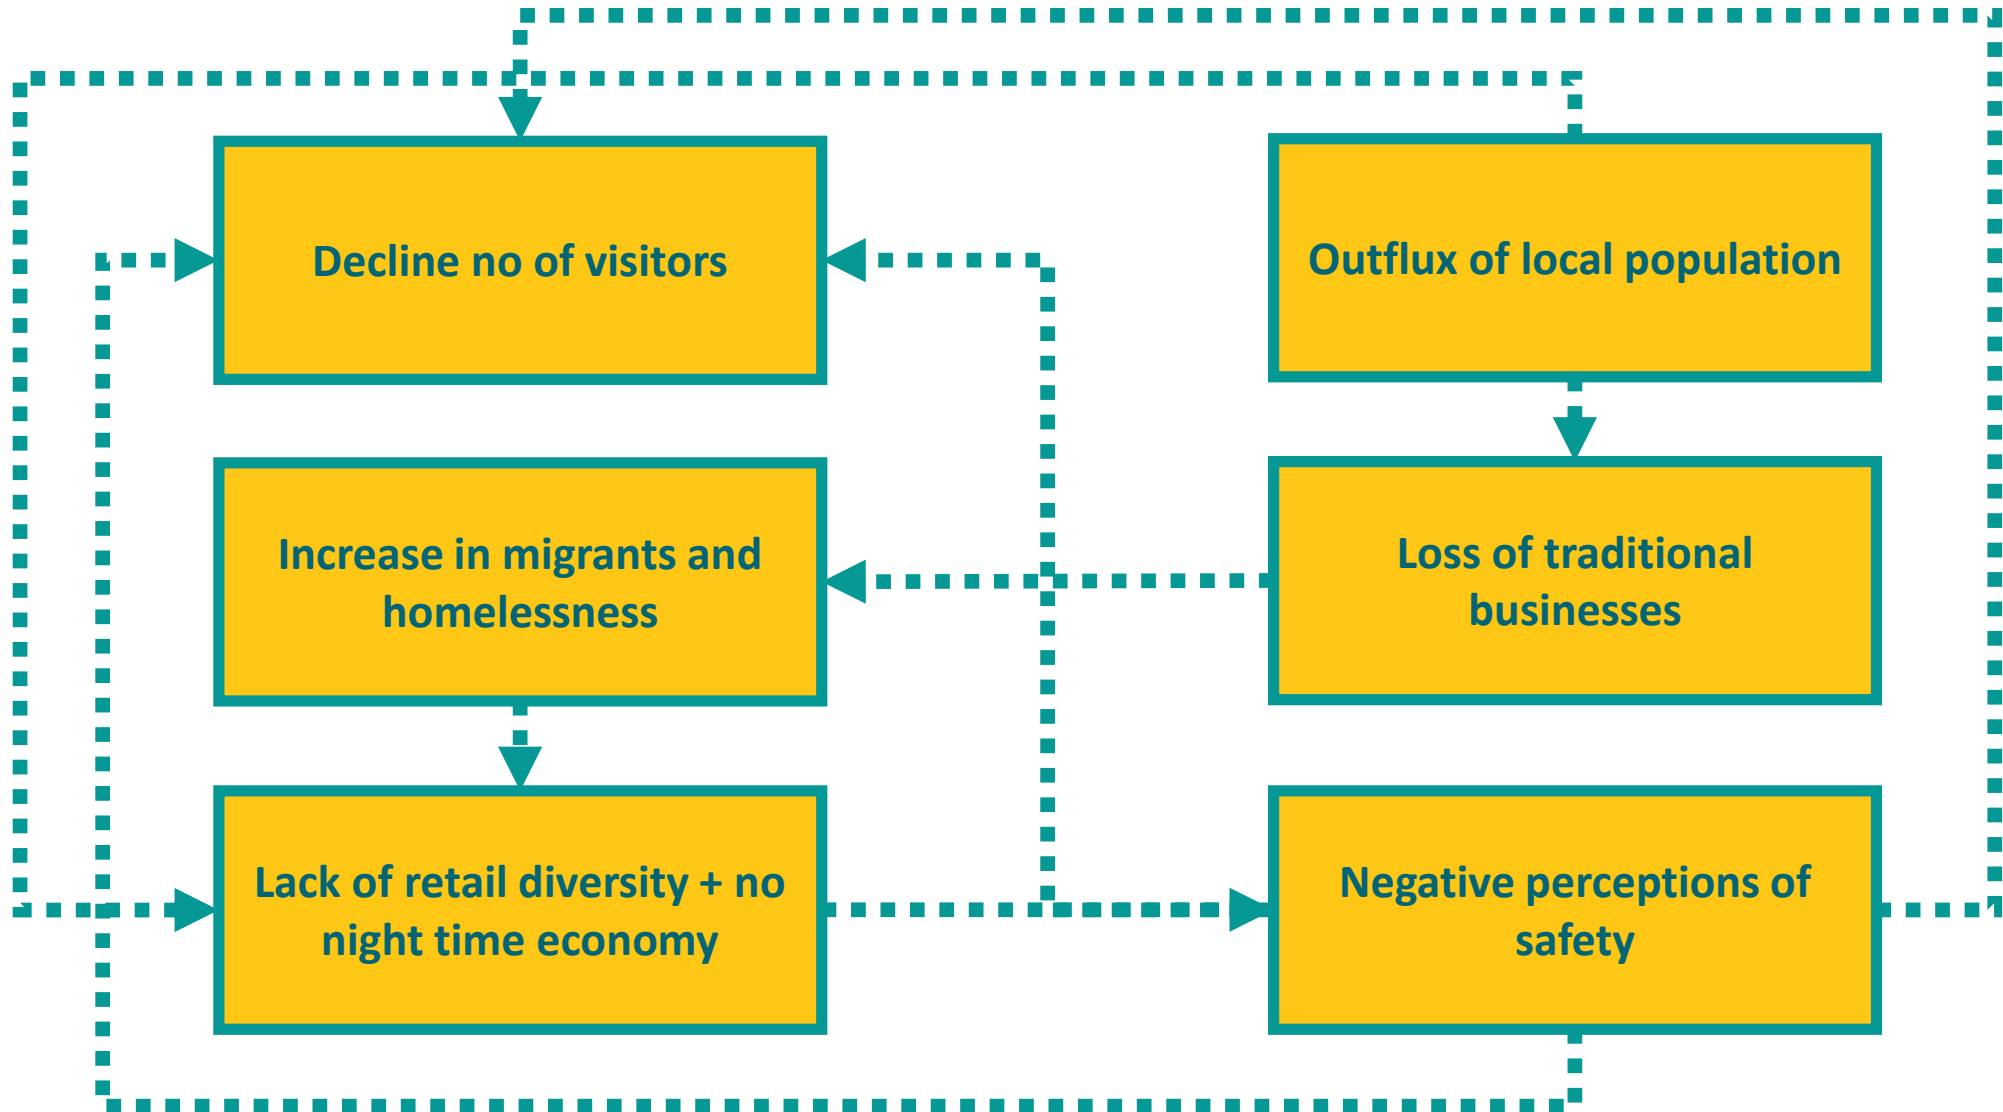 Decline no of visitors
Outflux of local population
Increase in migrants and
homelessness
Loss of traditional
businesses
Lack of retail diversity + no
night time economy
Negative perceptions of
safety